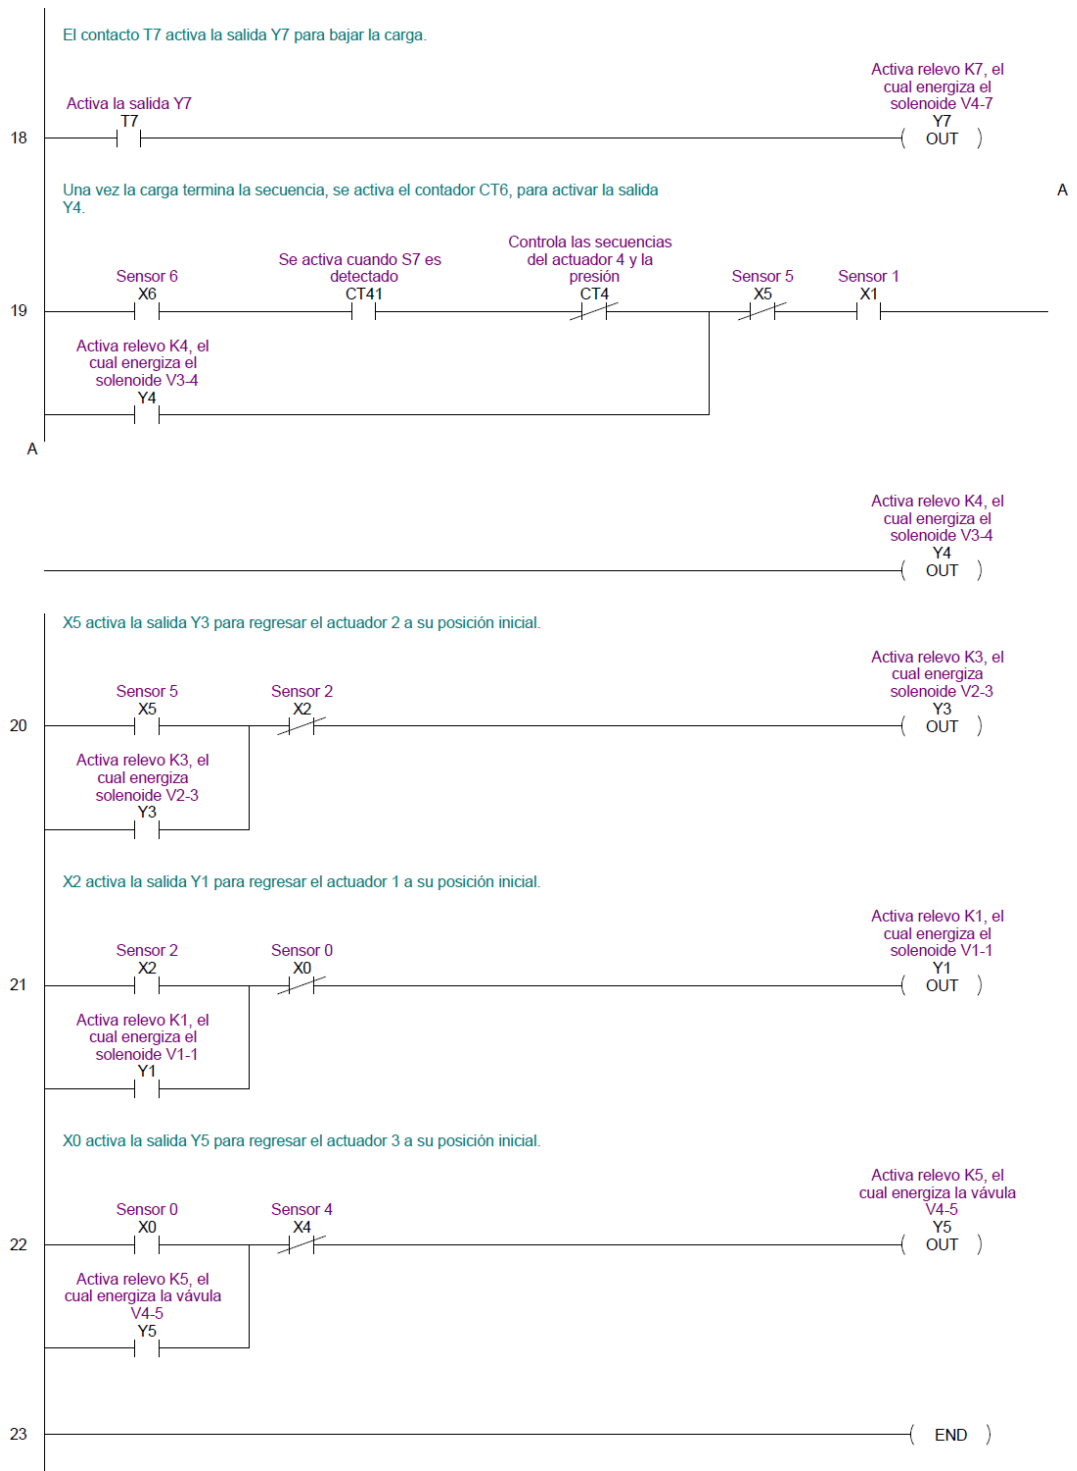 El contacto T7 activa la salida Y7 para bajar la carga.
Activa relevo K7, el
cual energiza el
solenoide V4-7
Activa la salida Y7
T7
Y7
18
OUT
Una vez la carga termina la secuencia, se activa el contador CT6, para activar la salida
Y4.
A
Controla las secuencias
del actuador 4 y la
presión
Se activa cuando S7 es
detectado
Sensor 6
Sensor 5
Sensor 1
X6
CT41
CT4
X5
X1
19
Activa relevo K4, el
cual energiza el
solenoide V3-4
Y4
A
Activa relevo K4, el
cual energiza el
solenoide V3-4
Y4
OUT
X5 activa la salida Y3 para regresar el actuador 2 a su posición inicial.
Activa relevo K3, el
cual energiza
solenoide V2-3
Sensor 5
Sensor 2
X5
X2
Y3
20
OUT
Activa relevo K3, el
cual energiza
solenoide V2-3
Y3
X2 activa la salida Y1 para regresar el actuador 1 a su posición inicial.
Activa relevo K1, el
cual energiza el
solenoide V1-1
Sensor 2
Sensor 0
X2
X0
Y1
21
OUT
Activa relevo K1, el
cual energiza el
solenoide V1-1
Y1
X0 activa la salida Y5 para regresar el actuador 3 a su posición inicial.
Activa relevo K5, el
cual energiza la vávula
V4-5
Sensor 0
Sensor 4
X0
X4
Y5
22
OUT
Activa relevo K5, el
cual energiza la vávula
V4-5
Y5
23
END